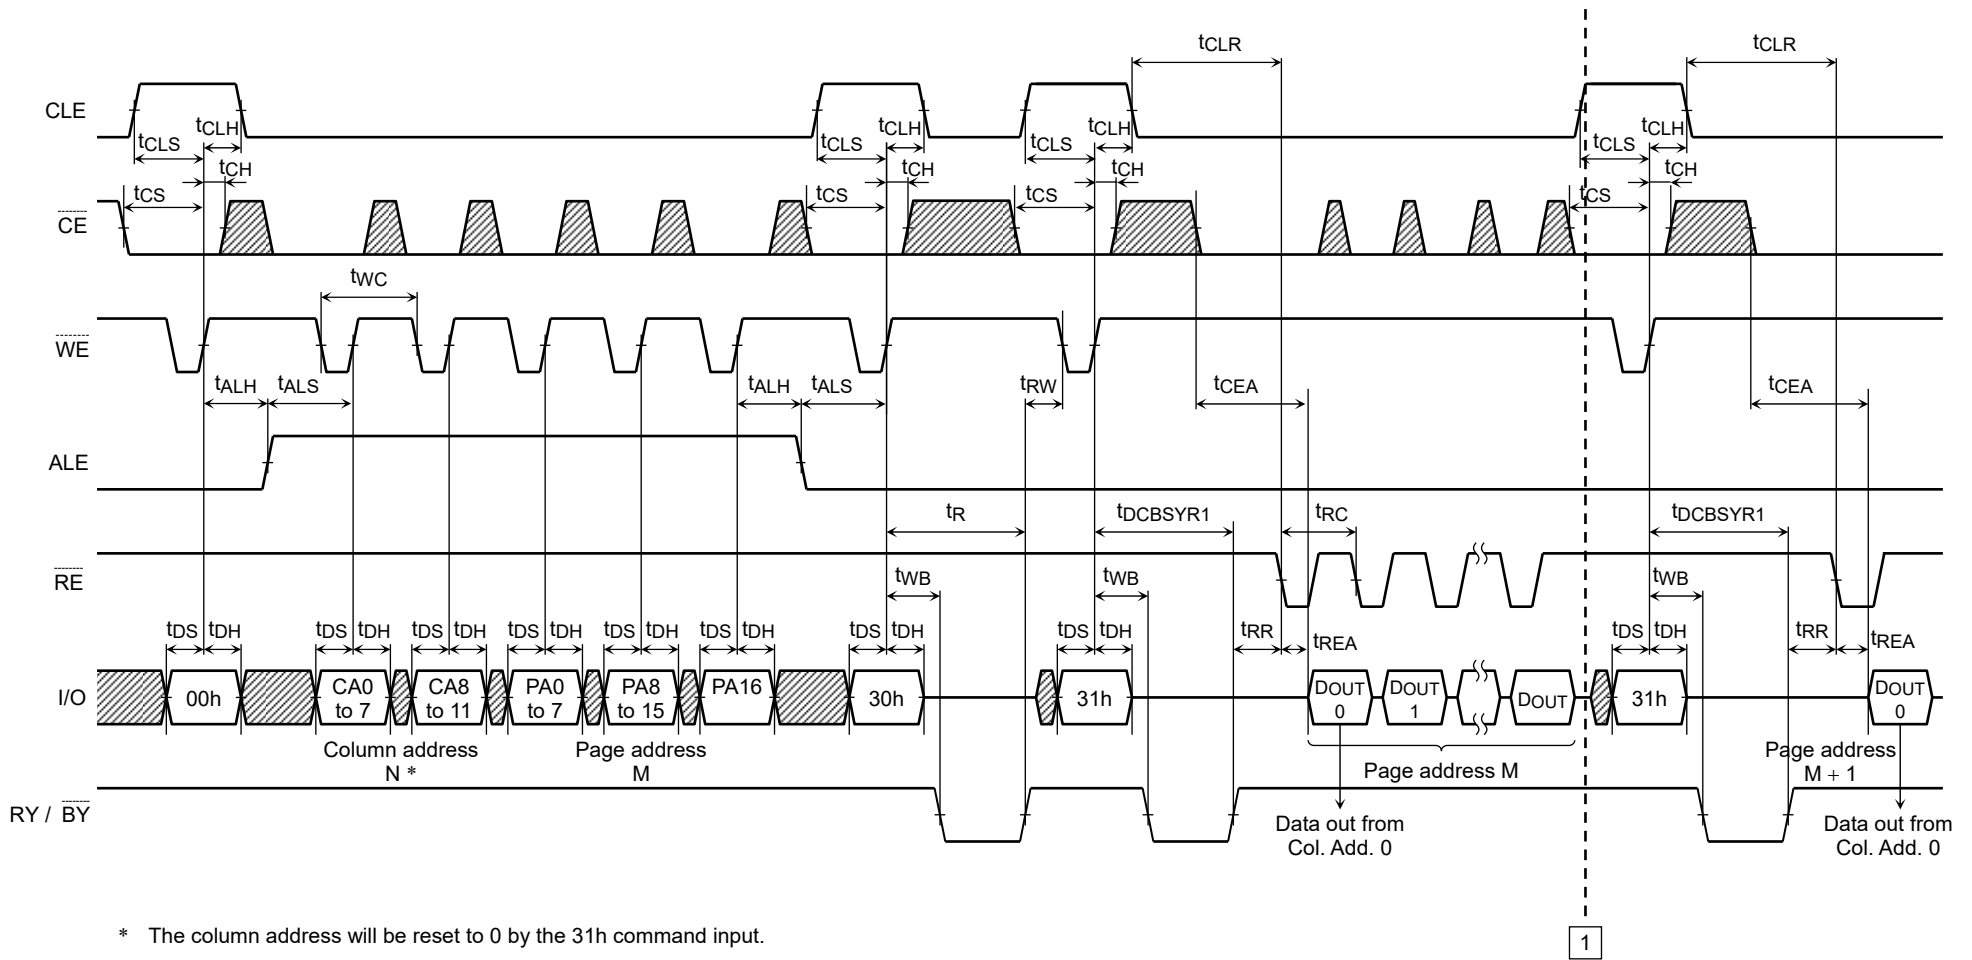 tCLR tCLR
CLE
tCLS tCLH tCLS tCLH tCLS tCLH tCLS tCLH
tCS tCH tCS tCH tCS tCH tCS tCH
CE
tWC
WE
tALH tALS tALH tALS tRW tCEA tCEA
ALE
tR tDCBSYR1 tRC tDCBSYR1
RE
tWB tWB tWB
tDS tDH tDS tDH tDS tDH tDS tDH tDS tDH tDS tDH tDS tDH tDS tDH tRR tREA tDS tDH tRR tREA
I/O
00h
CA0
to 7
CA8
to 11
PA0
to 7
PA8
to 15
PA16
30h
31h
DOUT
0
DOUT
1
DOUT
31h
DOUT
0
Column address
N *
Page address
M
Page address M
Page address
M + 1
RY / BY
Data out from
Col. Add. 0
Data out from
Col. Add. 0
* The column address will be reset to 0 by the 31h command input.
1